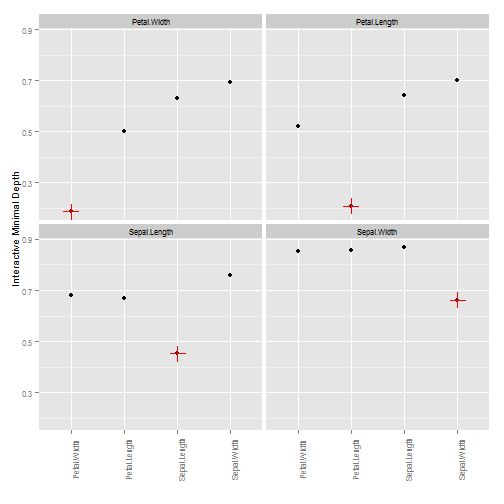 Petal.Width Petal.Length
0.9
0.7
0.5
0.3
Interactive Minimal Depth
Sepal.Length Sepal.Width
0.9
0.7
0.5
0.3
Petal.Width Petal.Length Sepal.Length Sepal.Width Petal.Width Petal.Length Sepal.Length Sepal.Width